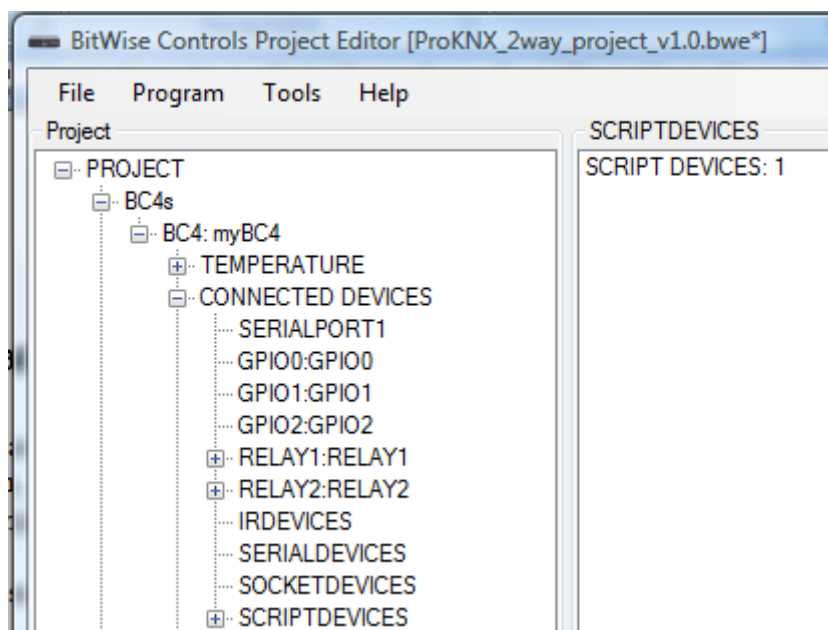 BitWise Controls Project Editor [ProKNX_2way_project_v1.0.bwe*]
File Program Tools Help
Project
PROJECT
BC4s
BC4: myBC4
TEMPERATURE
CONNECTED DEVICES
SERIALPORT1
GPIO0:GPIO0
GPIO1:GPIO1
GPIO2:GPIO2
RELAY1:RELAY1
RELAY2:RELAY2
IRDEVICES
SERIALDEVICES
SOCKETDEVICES
SCRIPTDEVICES
SCRIPTDEVICES
SCRIPT DEVICES: 1